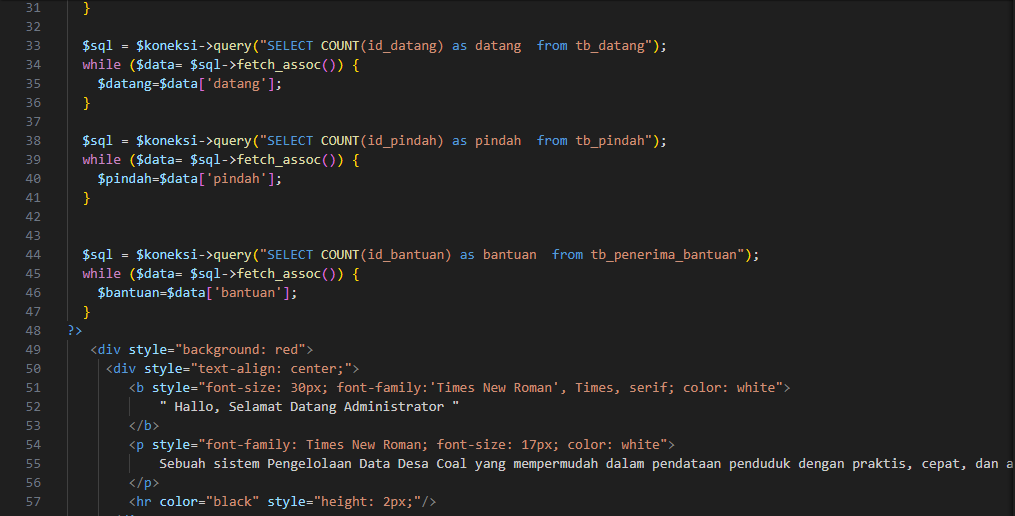 31 }
32
33 $sql = $koneksi->query("SELECT COUNT(id_datang) as datang  from tb_datang");
34 while ($data= $sql->fetch_assoc()) {
35 $datang=$data['datang'];
36 }
37
38 $sql = $koneksi->query("SELECT COUNT(id_pindah) as pindah  from tb_pindah");
39 while ($data= $sql->fetch_assoc()) {
40 $pindah=$data['pindah'];
41 }
42
43
44 $sql = $koneksi->query("SELECT COUNT(id_bantuan) as bantuan  from tb_penerima_bantuan");
45 while ($data= $sql->fetch_assoc()) {
46 $bantuan=$data['bantuan'];
47 }
48 ?>
49 <div style="background: red">
50 <div style="text-align: center;">
51 <b style="font-size: 30px; font-family:'Times New Roman', Times, serif; color: white">
52 " Hallo, Selamat Datang Administrator "
53 </b>
54 <p style="font-family: Times New Roman; font-size: 17px; color: white">
55 Sebuah sistem Pengelolaan Data Desa Coal yang mempermudah dalam pendataan penduduk dengan praktis, cepat, dan a
56 </p>
57 <hr color="black" style="height: 2px;"/>